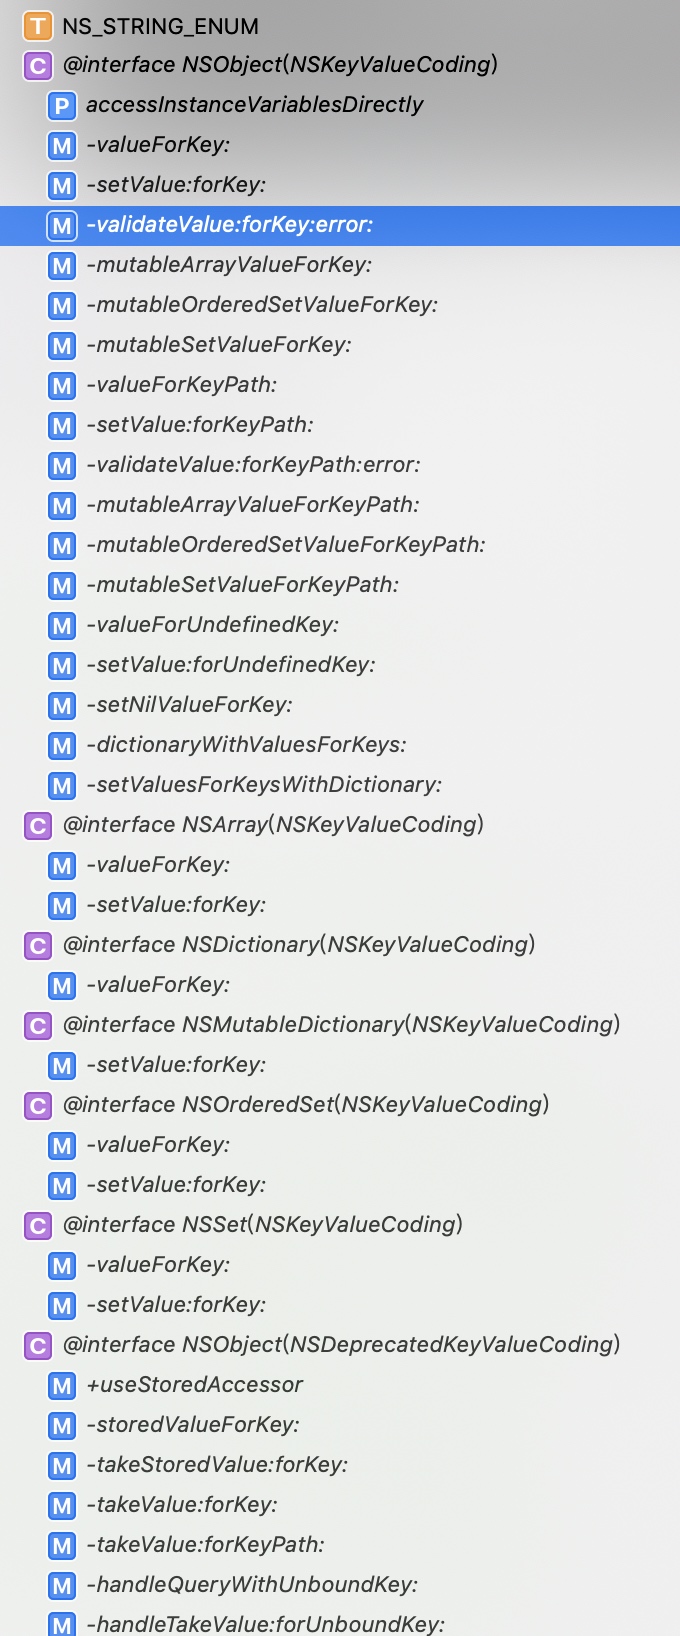 T NS_STRING_ENUM
C @interface NSObject(NSKeyValueCoding)
P accessInstanceVariablesDirectly
M -valueForKey:
M -setValue:forKey:
M -validateValue:forKey:error:
M -mutableArrayValueForKey:
M -mutableOrderedSetValueForKey:
M -mutableSetValueForKey:
M -valueForKeyPath:
M -setValue:forKeyPath:
M -validateValue:forKeyPath:error:
M -mutableArrayValueForKeyPath:
M -mutableOrderedSetValueForKeyPath:
M -mutableSetValueForKeyPath:
M -valueForUndefinedKey:
M -setValue:forUndefinedKey:
M -setNilValueForKey:
M -dictionaryWithValuesForKeys:
M -setValuesForKeysWithDictionary:
C @interface NSArray(NSKeyValueCoding)
M -valueForKey:
M -setValue:forKey:
C @interface NSDictionary(NSKeyValueCoding)
M -valueForKey:
C @interface NSMutableDictionary(NSKeyValueCoding)
M -setValue:forKey:
C @interface NSOrderedSet(NSKeyValueCoding)
M -valueForKey:
M -setValue:forKey:
C @interface NSSet(NSKeyValueCoding)
M -valueForKey:
M -setValue:forKey:
C @interface NSObject(NSDeprecatedKeyValueCoding)
M +useStoredAccessor
M -storedValueForKey:
M -takeStoredValue:forKey:
M -takeValue:forKey:
M -takeValue:forKeyPath:
M -handleQueryWithUnboundKey:
M -handleTakeValue:forUnboundKey: